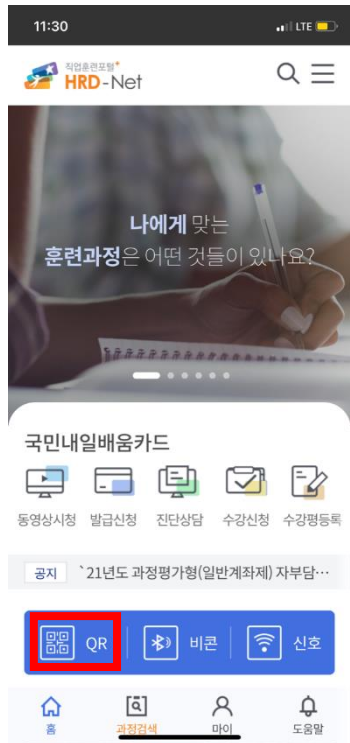 11:30
LTE
직업훈련포털
HRD-Net
나에게 맞는
훈련과정은 어떤 것들이 있나요?
국민내일배움카드
동영상시청 발급신청 진단상담 수강신청 수강평등록
공지 `21년도 과정평가형(일반계좌제) 자부담…
QR 비콘 신호
홈 과정검색 마이 도움말